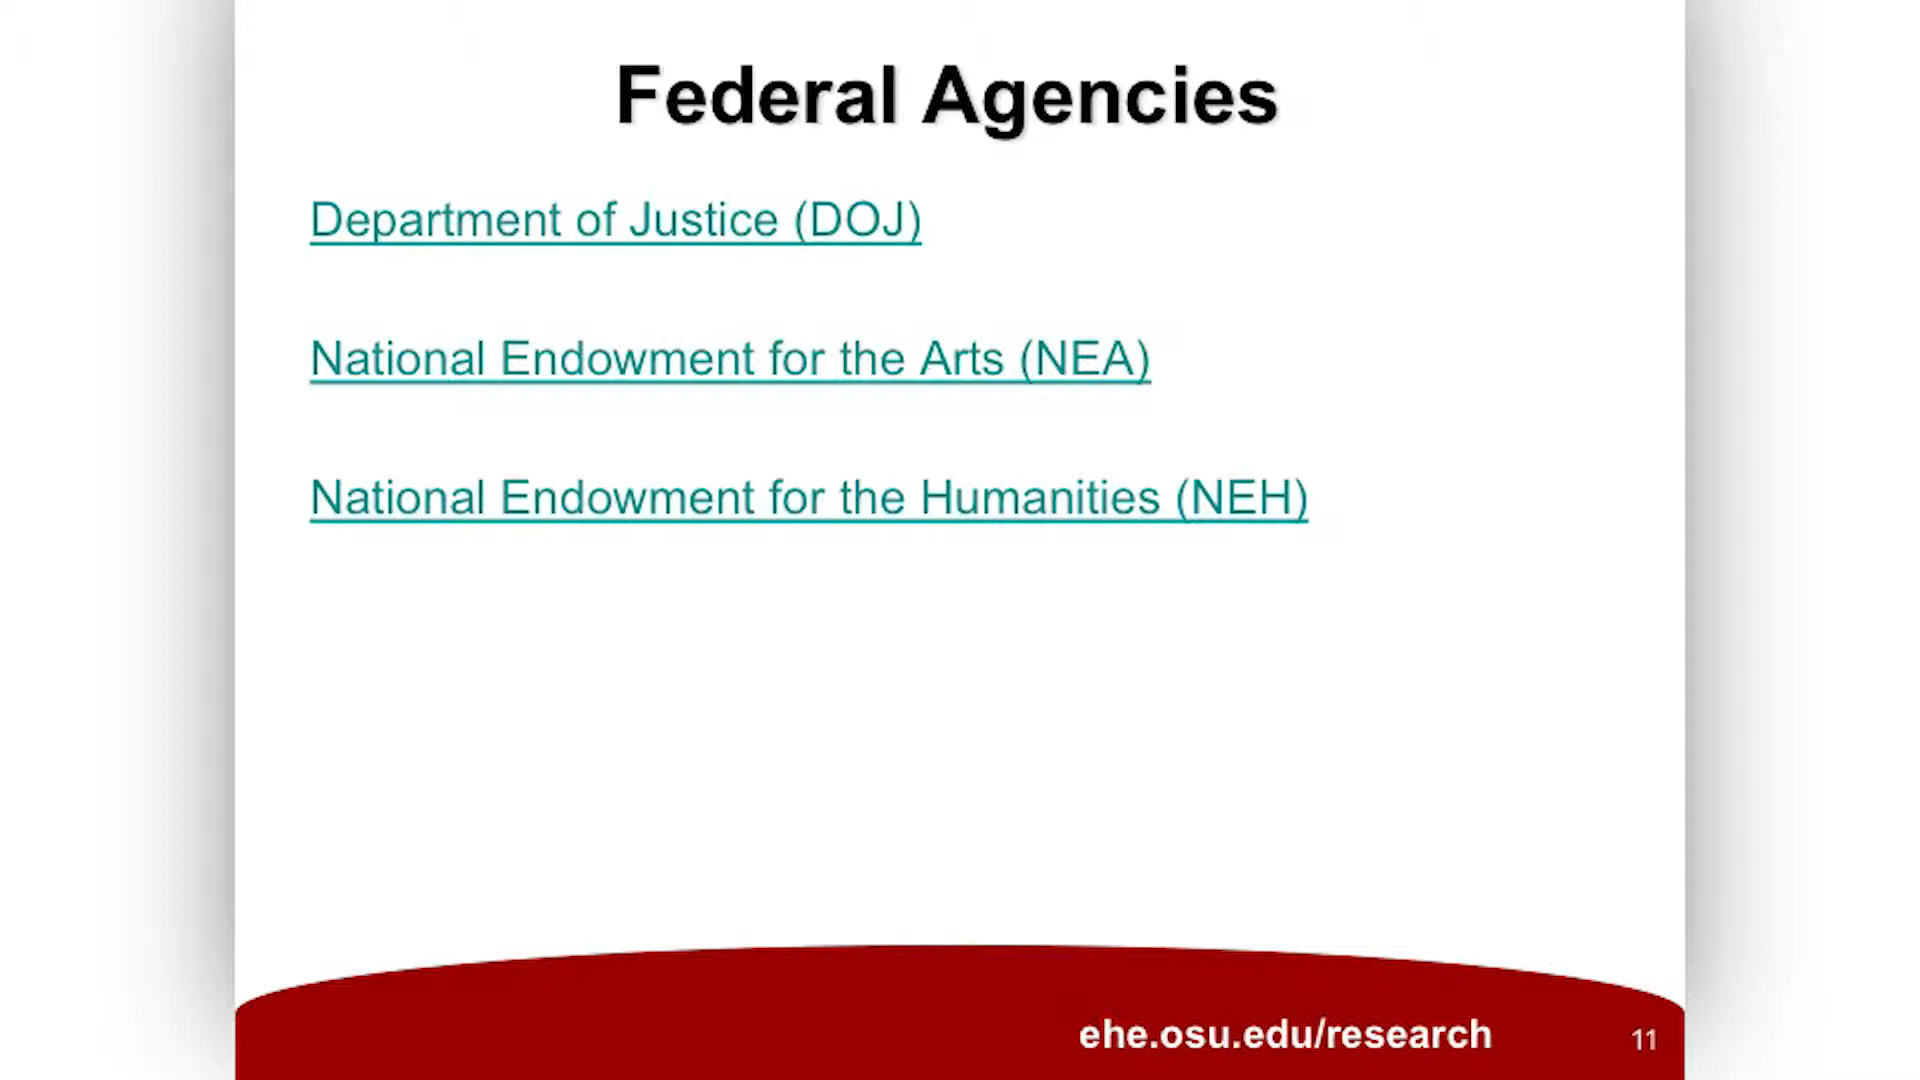 Federal Agencies
Department of Justice (DOJ)
National Endowment for the Arts (NEA)
National Endowment for the Humanities (NEH)
ehe.osu.edu/research
11